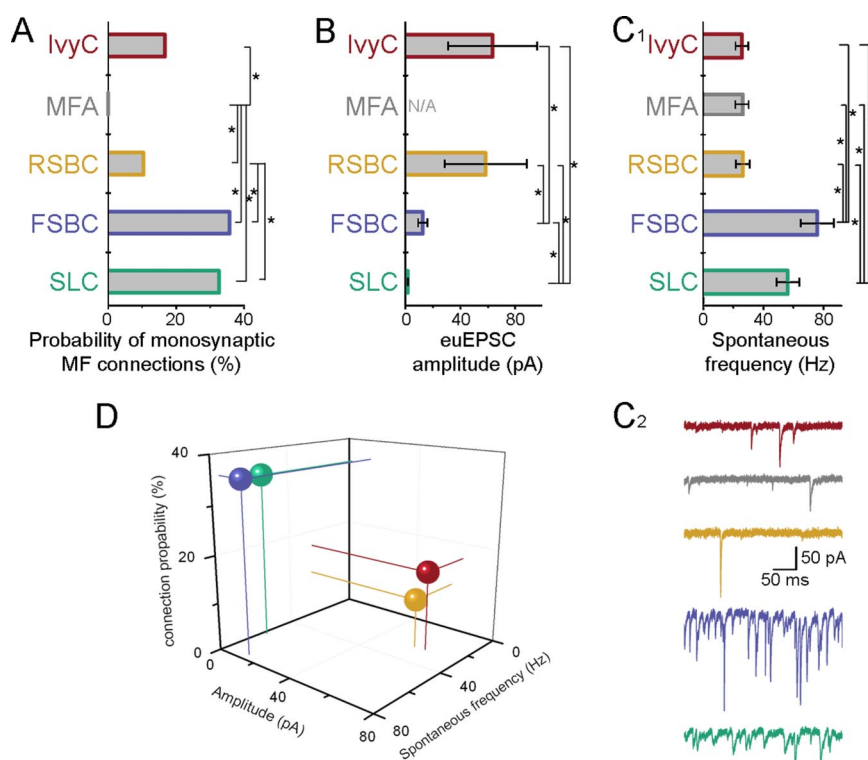 A
IvyC
MFA
RSBC
FSBC
SLC
* * * * * *
0 20 40
Probability of monosynaptic
MF connections (%)
B
IvyC
MFA N/A
RSBC
FSBC
SLC
* * * * * *
0 40 80
euEPSC
amplitude (pA)
C1
IvyC
MFA
RSBC
FSBC
SLC
* * * * * *
0 40 80
Spontaneous
frequency (Hz)
D
40
20
0
connection propability (%)
0
40
80
Amplitude (pA)
0
40
80
Spontaneous frequency (Hz)
C2
50 pA
50 ms